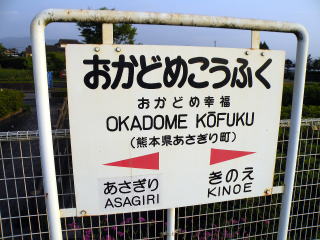 おかどめこうふく
おかどめ幸福
OKADOME KŌFUKU
(熊本県あさぎり町)
あさぎり きのえ
ASAGIRI KINOE